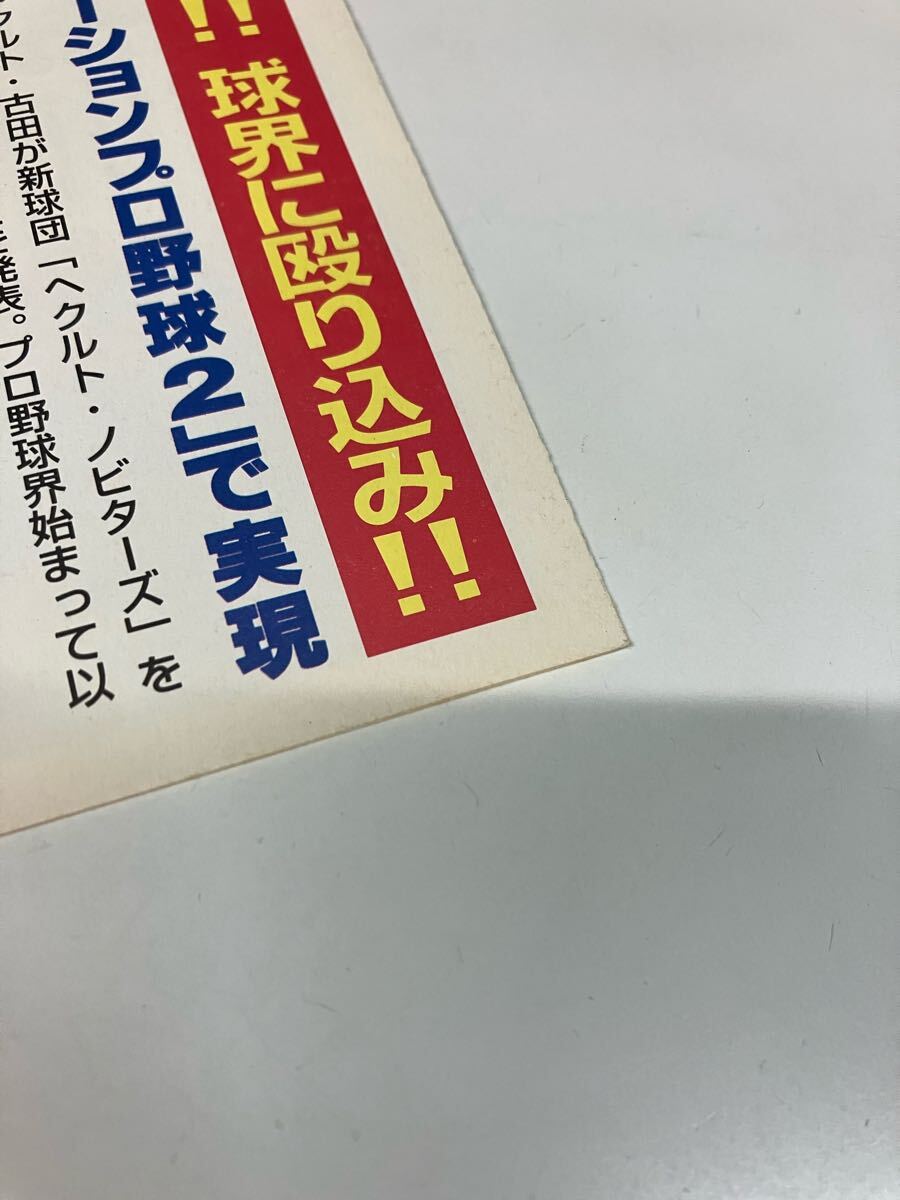 !! 球界に殴り込み!!
ーションプロ野球2」で実現
クルト・古田が新球団「ヘクルト・ノビターズ」を
発表。プロ野球界始まって以